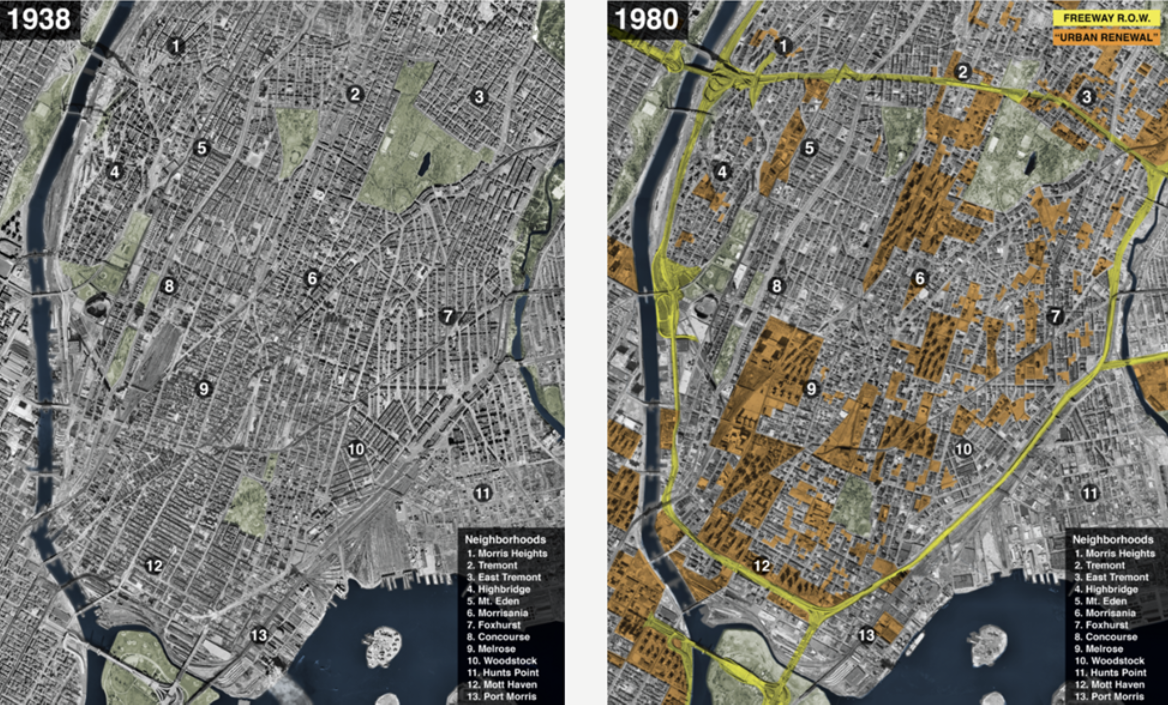 1938
1
2
3
4
5
6
7
8
9
10
11
12
13
Neighborhoods
1. Morris Heights
2. Tremont
3. East Tremont
4. Highbridge
5. Mt. Eden
6. Morrisania
7. Foxhurst
8. Concourse
9. Melrose
10. Woodstock
11. Hunts Point
12. Mott Haven
13. Port Morris
1980
FREEWAY R.O.W.
"URBAN RENEWAL"
1
2
3
4
5
6
7
8
9
10
11
12
13
Neighborhoods
1. Morris Heights
2. Tremont
3. East Tremont
4. Highbridge
5. Mt. Eden
6. Morrisania
7. Foxhurst
8. Concourse
9. Melrose
10. Woodstock
11. Hunts Point
12. Mott Haven
13. Port Morris